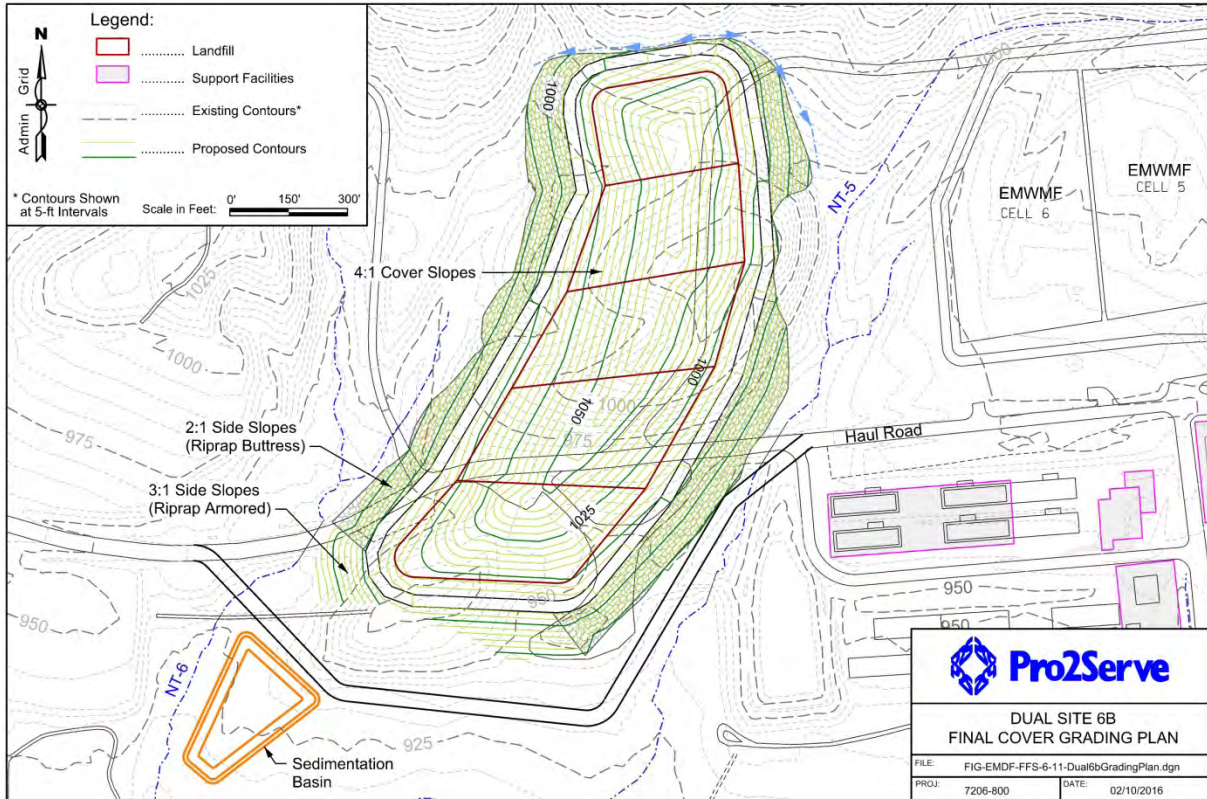 Legend:
N
Admin Grid
Landfill
Support Facilities
Existing Contours*
Proposed Contours
* Contours Shown
at 5-ft Intervals
Scale in Feet:
0'
150'
300'
1000
1000
NT-5
EMWMF
CELL 6
EMWMF
CELL 5
1025
4:1 Cover Slopes
1000
1000
1000
1050
975
975
Haul Road
2:1 Side Slopes
(Riprap Buttress)
3:1 Side Slopes
(Riprap Armored)
1025
950
950
950
950
NT-6
925
Sedimentation
Basin
Pro2Serve
DUAL SITE 6B
FINAL COVER GRADING PLAN
FILE: FIG-EMDF-FFS-6-11-Dual6bGradingPlan.dgn
PROJ: 7206-800
DATE: 02/10/2016